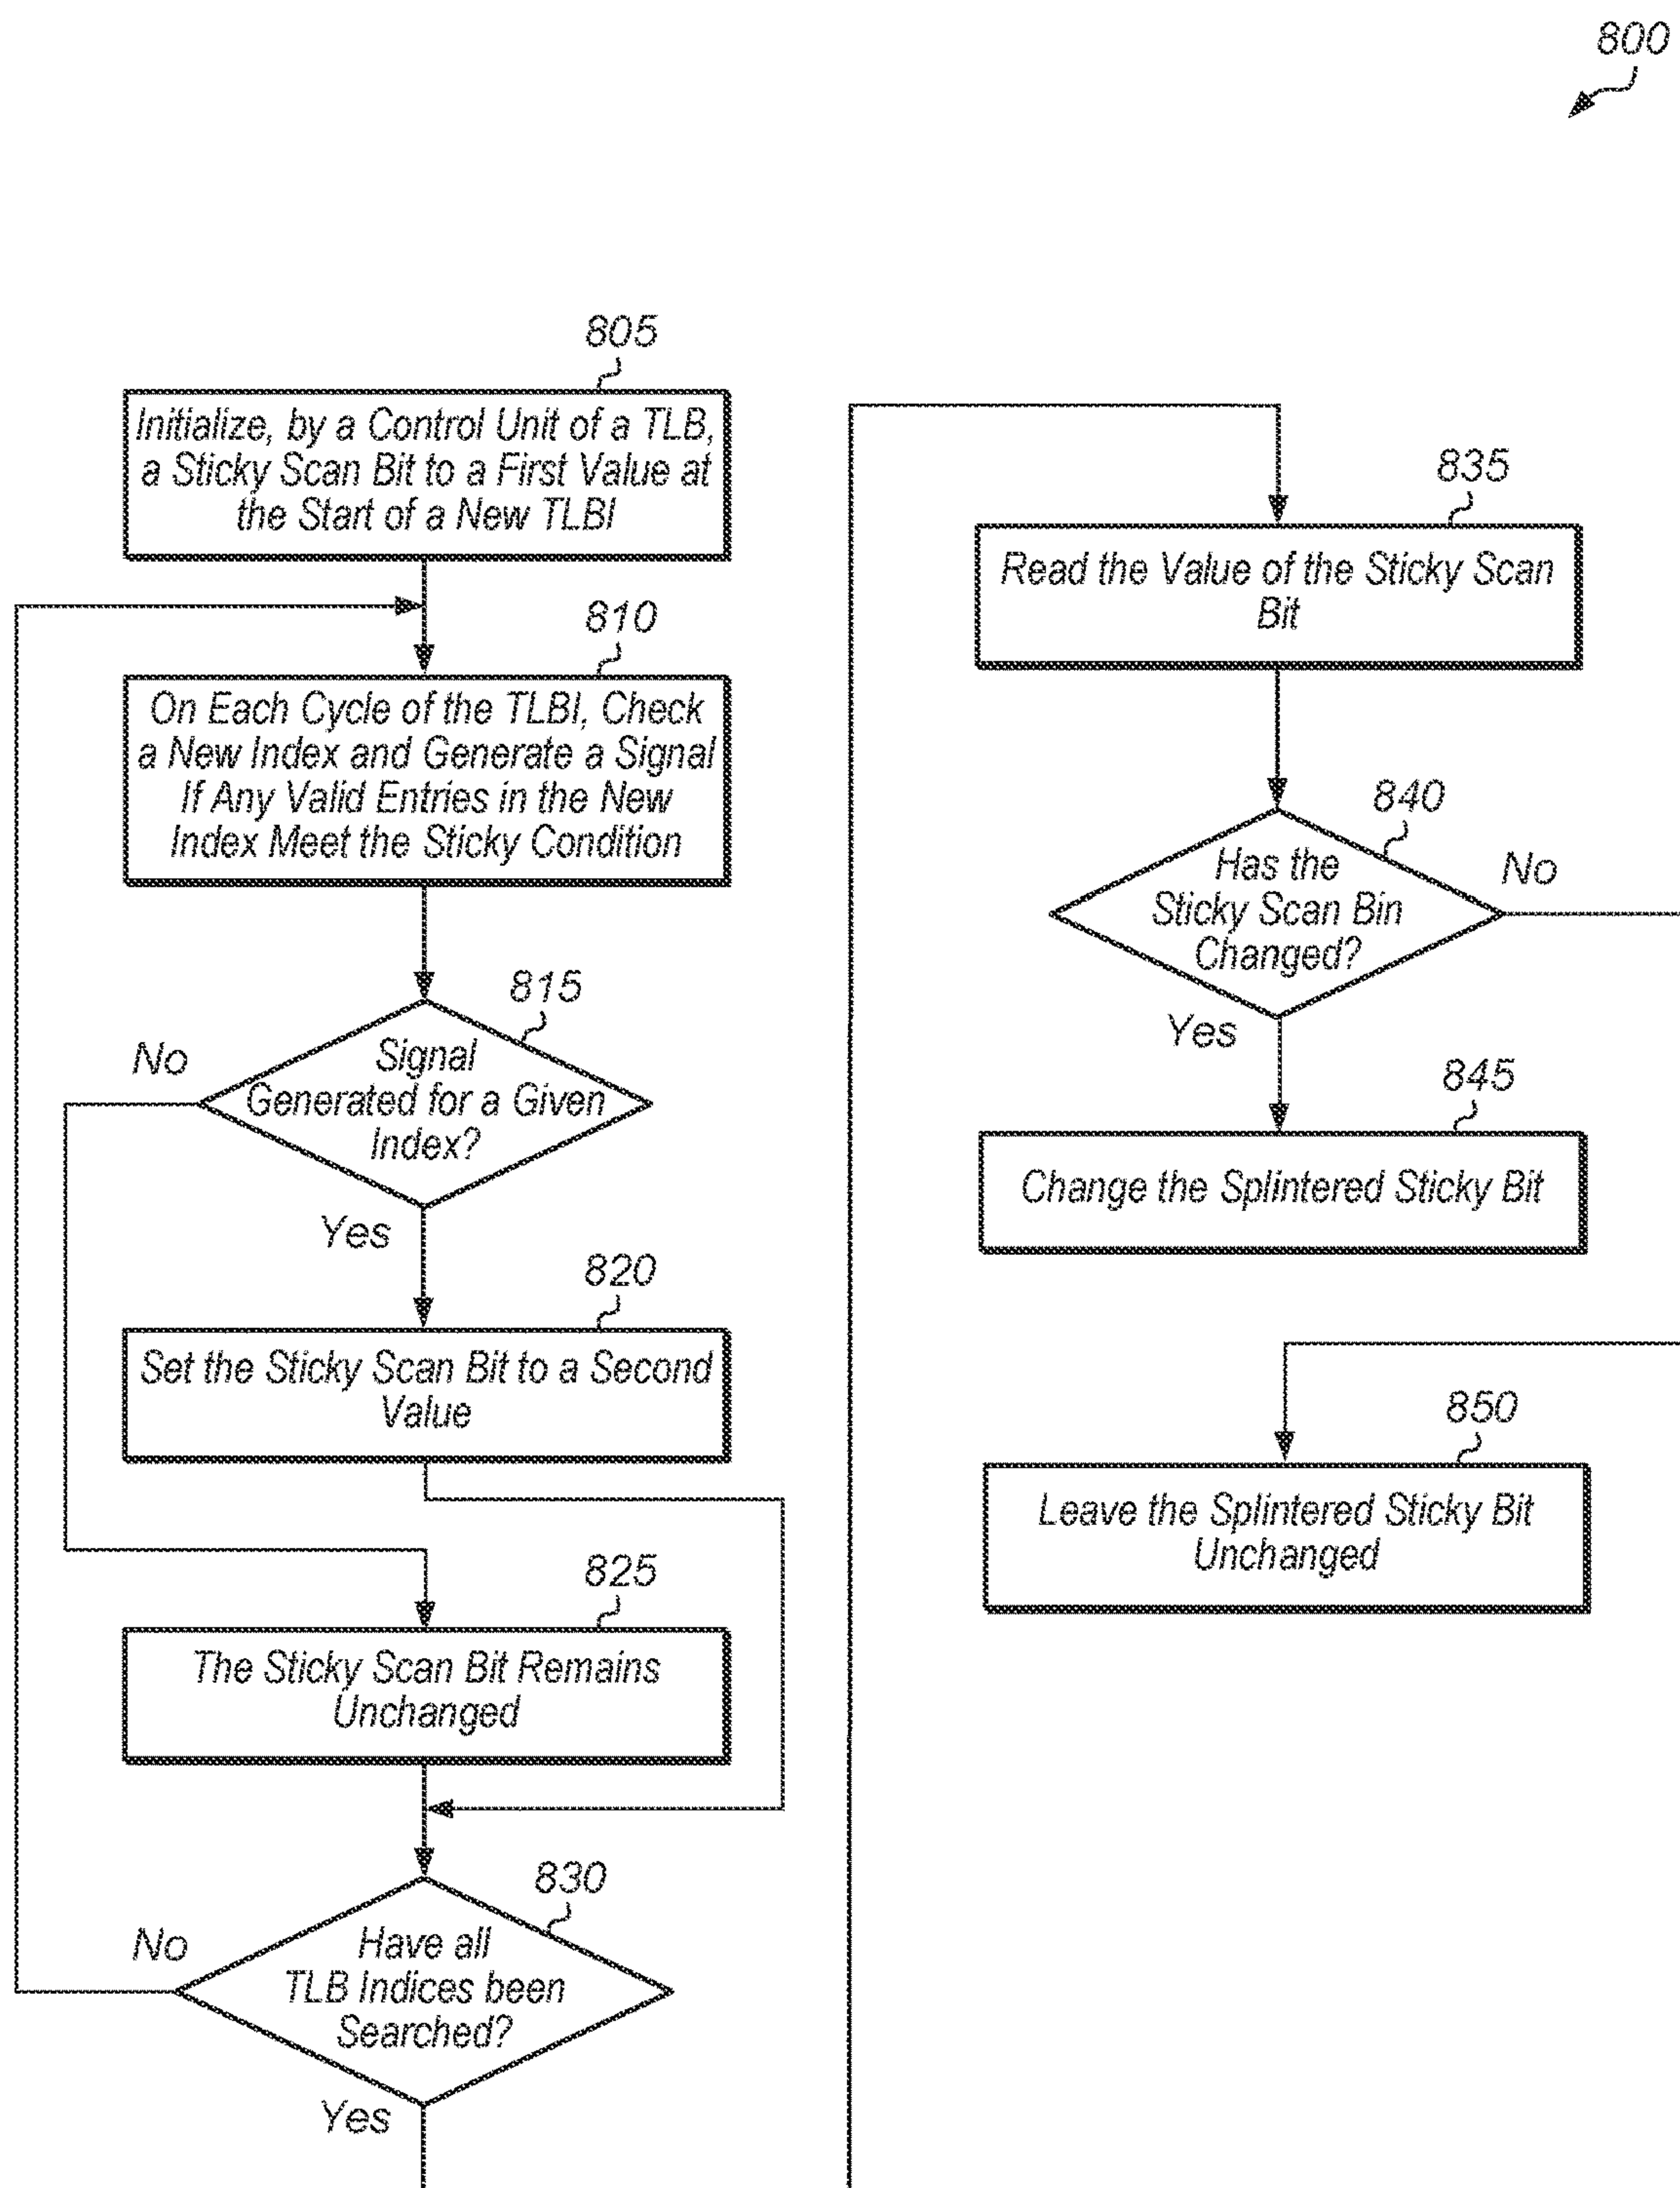 800
805
Initialize, by a Control Unit of a TLB,
a Sticky Scan Bit to a First Value at
the Start of a New TLBI
810
On Each Cycle of the TLBI, Check
a New Index and Generate a Signal
If Any Valid Entries in the New
Index Meet the Sticky Condition
815
No
Signal
Generated for a Given
Index?
Yes
820
Set the Sticky Scan Bit to a Second
Value
825
The Sticky Scan Bit Remains
Unchanged
830
No
Have all
TLB Indices been
Searched?
Yes
835
Read the Value of the Sticky Scan
Bit
840
Has the
Sticky Scan Bin
Changed?
No
Yes
845
Change the Splintered Sticky Bit
850
Leave the Splintered Sticky Bit
Unchanged